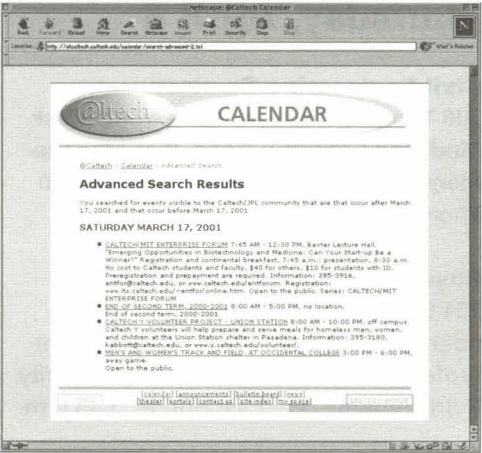 Netscape: @Caltech Calendar
Back Forward Reload Home Search Netscape Images Print Security Shop Stop
Location: http://atcaltech.caltech.edu/calendar/search-advanced-2.tcl What's Related
@ltech CALENDAR
@Caltech : Calendar : Advanced Search
Advanced Search Results
You searched for events visible to the Caltech/JPL community that are that occur after March
17, 2001 and that occur before March 17, 2001
SATURDAY MARCH 17, 2001
CALTECH/MIT ENTERPRISE FORUM 7:45 AM - 12:30 PM, Baxter Lecture Hall.
"Emerging Opportunities in Biotechnology and Medicine: Can Your Start-up Be a
Winner?" Registration and continental breakfast, 7:45 a.m.; presentation, 8:30 a.m.
No cost to Caltech students and faculty, $40 for others, $10 for students with ID.
Preregistration and prepayment are required. Information: 395-3916,
entfor@caltech.edu, or www.caltech.edu/entforum. Registration:
www.its.caltech.edu/~entfor/online.htm. Open to the public. Series: CALTECH/MIT
ENTERPRISE FORUM
END OF SECOND TERM, 2000-2001 8:00 AM - 5:00 PM, no location.
End of second term, 2000-2001
CALTECH Y VOLUNTEER PROJECT - UNION STATION 8:00 AM - 10:00 PM, off campus.
Caltech Y volunteers will help prepare and serve meals for homeless men, women,
and children at the Union Station shelter in Pasadena. Information: 395-3180,
kabbott@caltech.edu, or www.y.caltech.edu/volunteer/.
MEN'S AND WOMEN'S TRACK AND FIELD, AT OCCIDENTAL COLLEGE 3:00 PM - 6:00 PM,
away game.
Open to the public.
[calendar] [announcements] [bulletin board] [news]
[theater] [portals] [contact us] [site index] [my space]